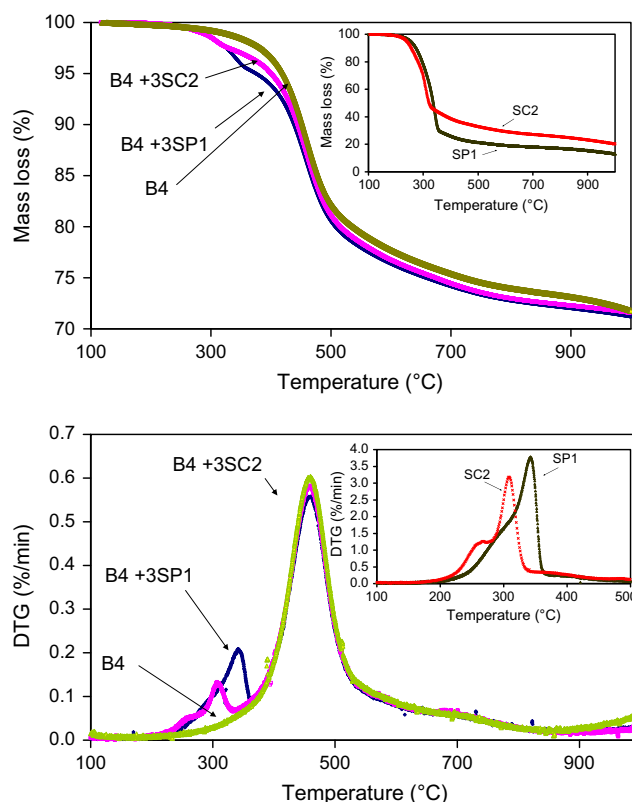 100
95
90
85
80
75
70
Mass loss (%)
100
300
500
700
900
Temperature (°C)
B4 +3SC2
B4 +3SP1
B4
100
80
60
40
20
0
Mass loss (%)
SC2
SP1
100
300
500
700
900
Temperature (°C)
0.7
0.6
0.5
0.4
0.3
0.2
0.1
0.0
DTG (%/min)
B4 +3SC2
B4 +3SP1
B4
100
300
500
700
900
Temperature (°C)
4.0
3.5
3.0
2.5
2.0
1.5
1.0
0.5
0.0
DTG (%/min)
SC2
SP1
100
200
300
400
500
Temperature (°C)